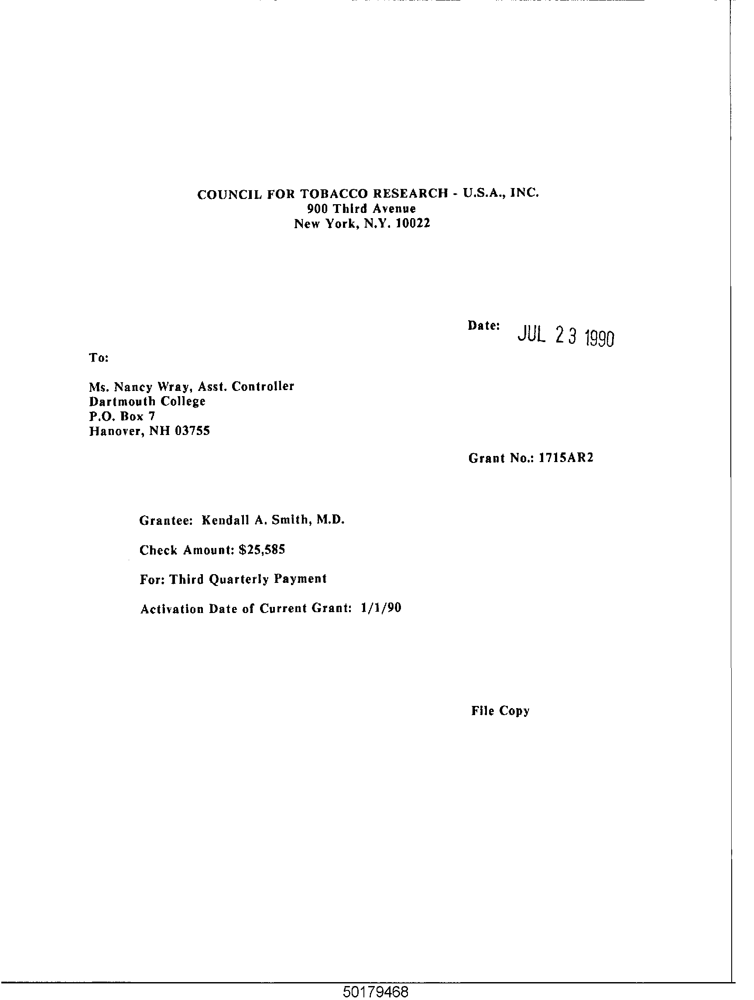 COUNCIL FOR TOBACCO RESEARCH - U.S.A., INC.
900 Third Avenue
New York, N.Y. 10022
Date: JUL 23 1990
To:
Ms. Nancy Wray, Asst. Controller
Dartmouth College
P.O. Box 7
Hanover, NH 03755
Grant No.: 1715AR2
Grantee: Kendall A. Smith, M.D.
Check Amount: $25,585
For: Third Quarterly Payment
Activation Date of Current Grant: 1/1/90
File Copy
50179468